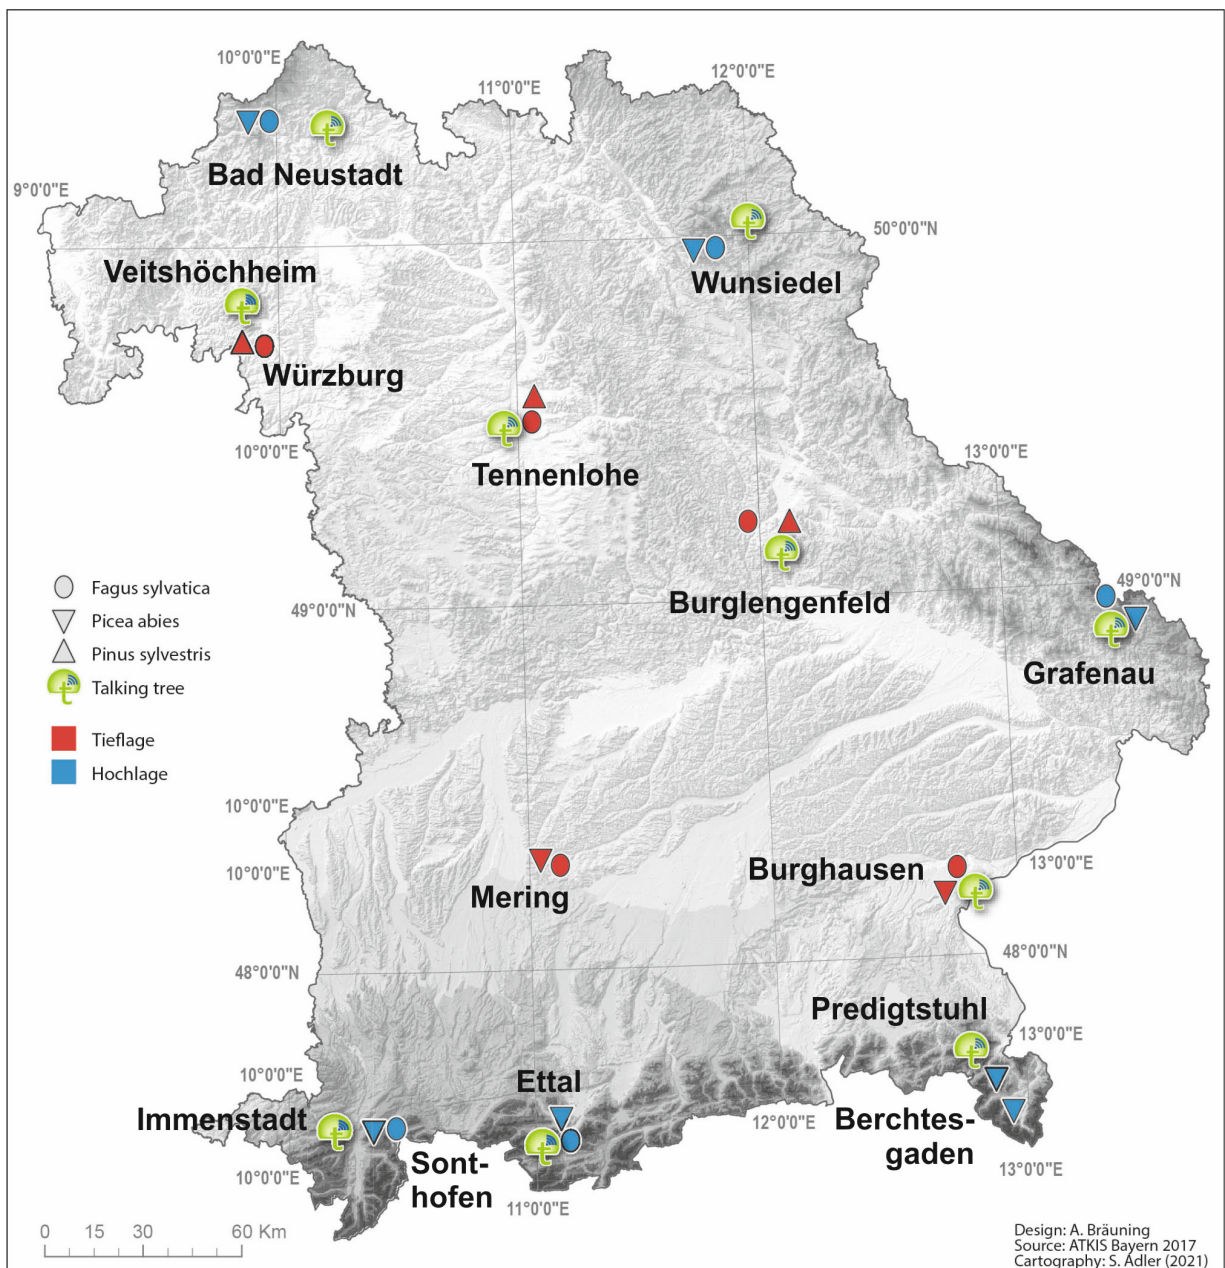 10°0'0"E
12°0'0"E
11°0'0"E
Bad Neustadt
9°0'0"E
50°0'0"N
Veitshöchheim
Wunsiedel
Würzburg
10°0'0"E
13°0'0"E
Tennenlohe
Fagus sylvatica
Picea abies
Pinus sylvestris
Talking tree
Tieflage
Hochlage
49°0'0"N
49°0'0"N
Burglengenfeld
Grafenau
10°0'0"E
10°0'0"E
Mering
Burghausen
13°0'0"E
48°0'0"N
48°0'0"N
Predigtstuhl
13°0'0"E
10°0'0"E
Ettal
Immenstadt
12°0'0"E
Berchtes-
gaden
Sont-
hofen
10°0'0"E
13°0'0"E
11°0'0"E
0 15 30 60 Km
Design: A. Bräuning
Source: ATKIS Bayern 2017
Cartography: S. Adler (2021)